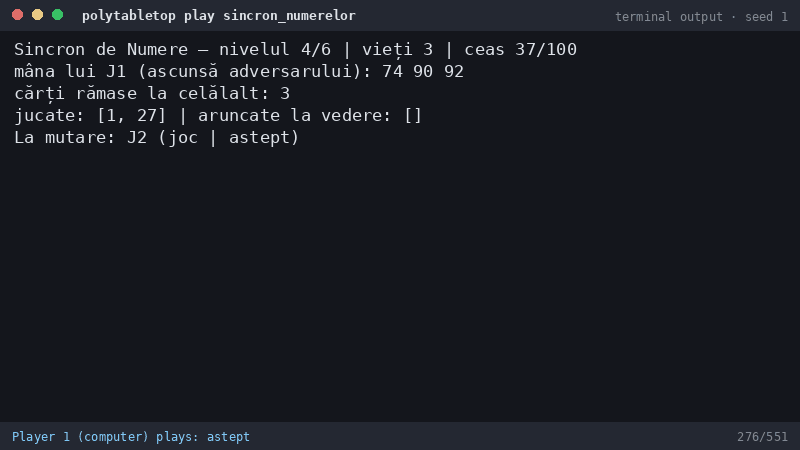 polytabletop play sincron_numerelor
terminal output · seed 1
Sincron de Numere — nivelul 4/6 | vieți 3 | ceas 37/100
mâna lui J1 (ascunsă adversarului): 74 90 92
cărți rămase la celălalt: 3
jucate: [1, 27] | aruncate la vedere: []
La mutare: J2 (joc | astept)
Player 1 (computer) plays: astept
276/551